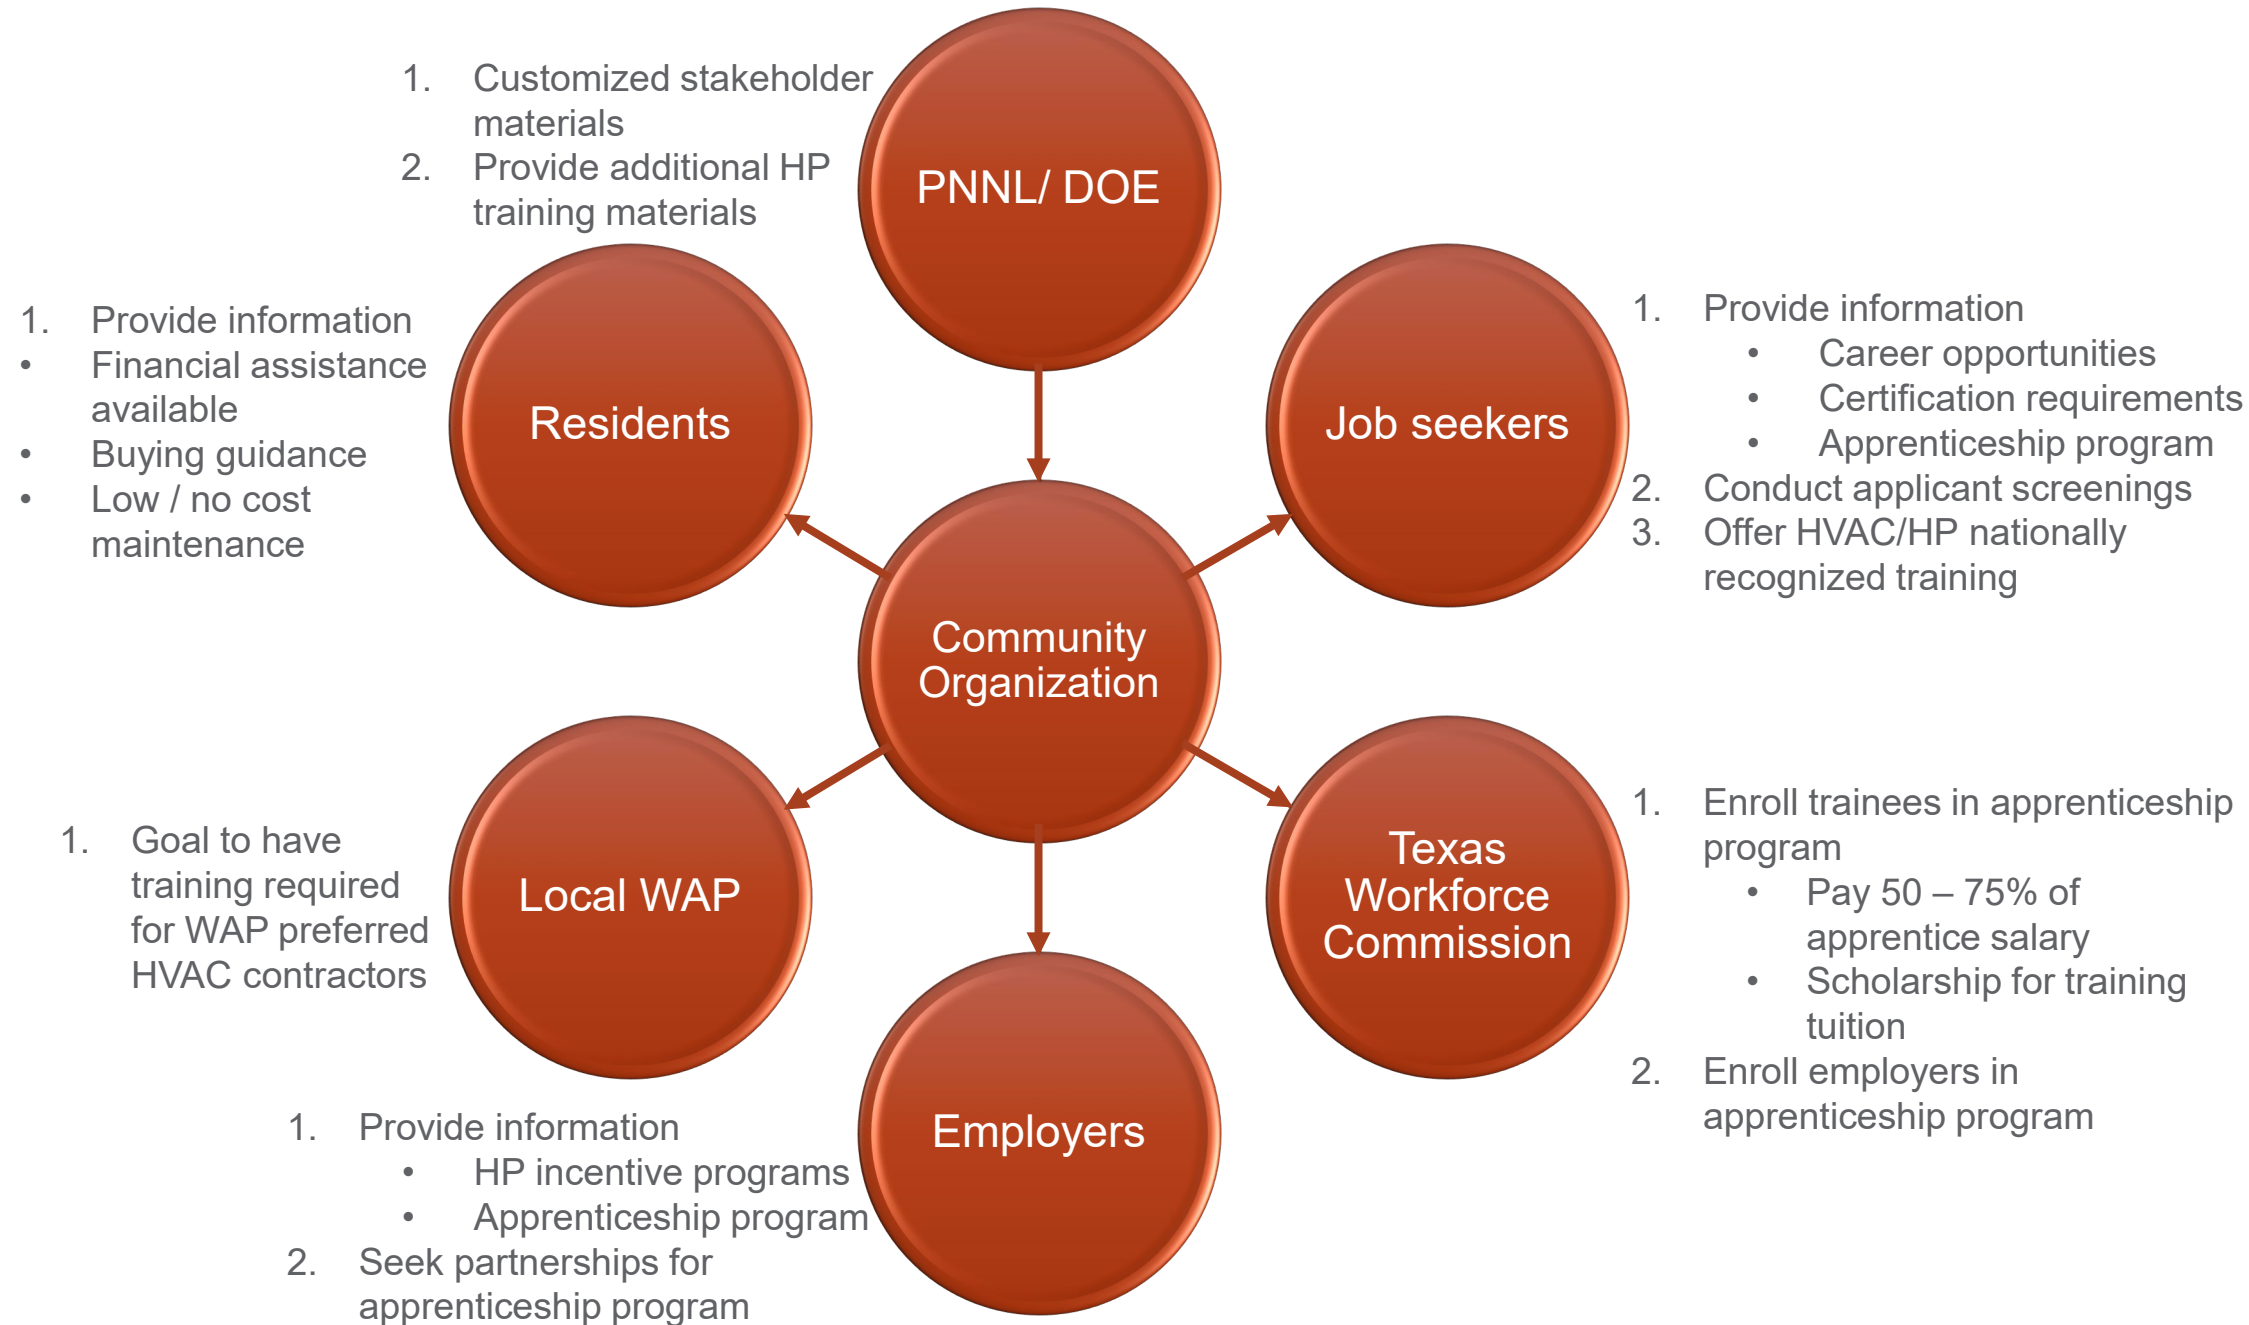 1. Customized stakeholder
materials
2. Provide additional HP
training materials
PNNL/ DOE
1. Provide information
• Financial assistance
available
• Buying guidance
• Low / no cost
maintenance
Residents
Job seekers
1. Provide information
• Career opportunities
• Certification requirements
• Apprenticeship program
2. Conduct applicant screenings
3. Offer HVAC/HP nationally
recognized training
Community
Organization
1. Goal to have
training required
for WAP preferred
HVAC contractors
Local WAP
Texas
Workforce
Commission
1. Enroll trainees in apprenticeship
program
• Pay 50 – 75% of
apprentice salary
• Scholarship for training
tuition
2. Enroll employers in
apprenticeship program
1. Provide information
• HP incentive programs
• Apprenticeship program
2. Seek partnerships for
apprenticeship program
Employers